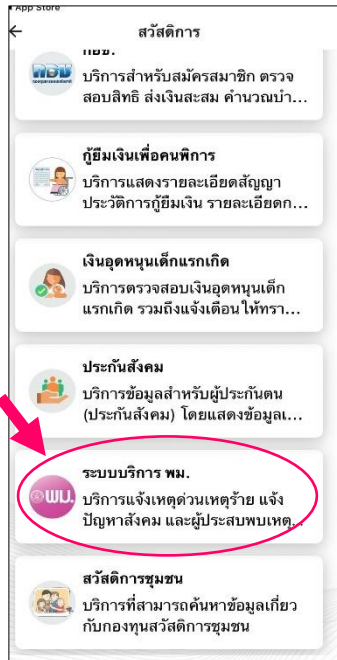 App Store
สวัสดิการ
กอช.
กอช
บริการสำหรับสมัครสมาชิก ตรวจ
สอบสิทธิ ส่งเงินสะสม คำนวณบำ...
กู้ยืมเงินเพื่อคนพิการ
บริการแสดงรายละเอียดสัญญา
ประวัติการกู้ยืมเงิน รายละเอียดก...
เงินอุดหนุนเด็กแรกเกิด
บริการตรวจสอบเงินอุดหนุนเด็ก
แรกเกิด รวมถึงแจ้งเตือน ให้ทรา...
ประกันสังคม
บริการข้อมูลสำหรับผู้ประกันตน
(ประกันสังคม) โดยแสดงข้อมูลเ...
ระบบบริการ พม.
พม.
บริการแจ้งเหตุด่วนเหตุร้าย แจ้ง
ปัญหาสังคม และผู้ประสบพบเหตุ...
สวัสดิการชุมชน
บริการที่สามารถค้นหาข้อมูลเกี่ยว
กับกองทุนสวัสดิการชุมชน